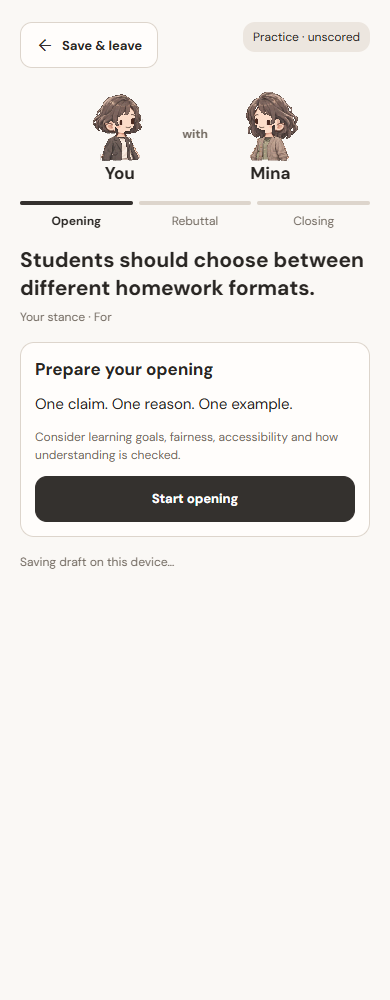 ← Save & leave
Practice · unscored
with
You
Mina
Opening
Rebuttal
Closing
Students should choose between
different homework formats.
Your stance · For
Prepare your opening
One claim. One reason. One example.
Consider learning goals, fairness, accessibility and how
understanding is checked.
Start opening
Saving draft on this device…